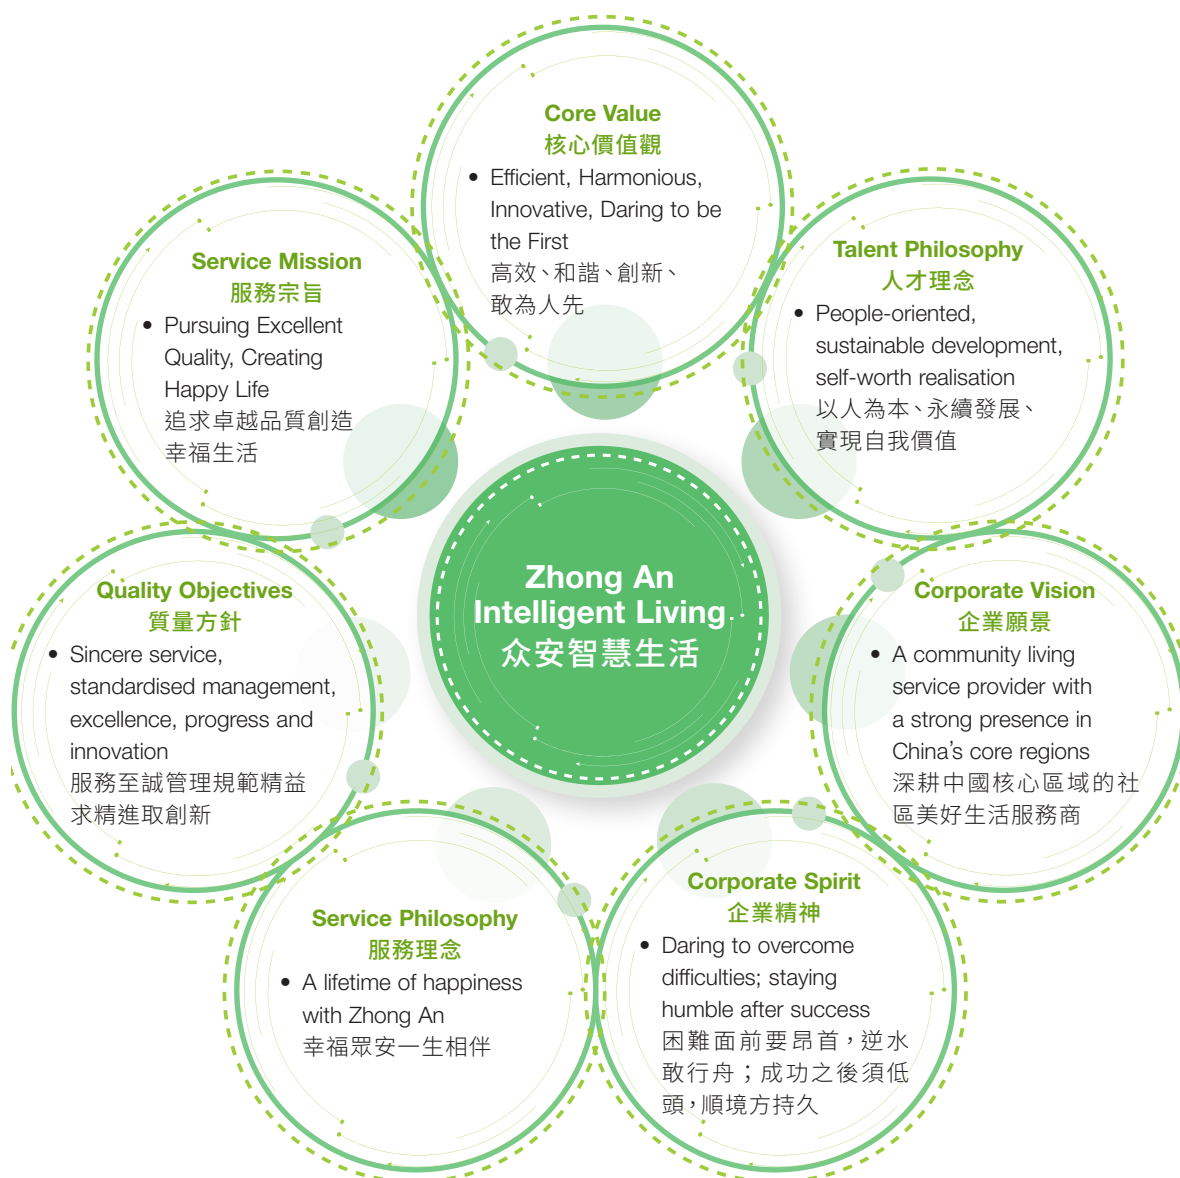 Core Value
核心價值觀
• Efficient, Harmonious,
Innovative, Daring to be
the First
高效、和諧、創新、
敢為人先
Talent Philosophy
人才理念
• People-oriented,
sustainable development,
self-worth realisation
以人為本、永續發展、
實現自我價值
Service Mission
服務宗旨
• Pursuing Excellent
Quality, Creating
Happy Life
追求卓越品質創造
幸福生活
Zhong An
Intelligent Living
众安智慧生活
Quality Objectives
質量方針
• Sincere service,
standardised management,
excellence, progress and
innovation
服務至誠管理規範精益
求精進取創新
Corporate Vision
企業願景
• A community living
service provider with
a strong presence in
China's core regions
深耕中國核心區域的社
區美好生活服務商
Service Philosophy
服務理念
• A lifetime of happiness
with Zhong An
幸福眾安一生相伴
Corporate Spirit
企業精神
• Daring to overcome
difficulties; staying
humble after success
困難面前要昂首，逆水
敢行舟；成功之後須低
頭，順境方持久